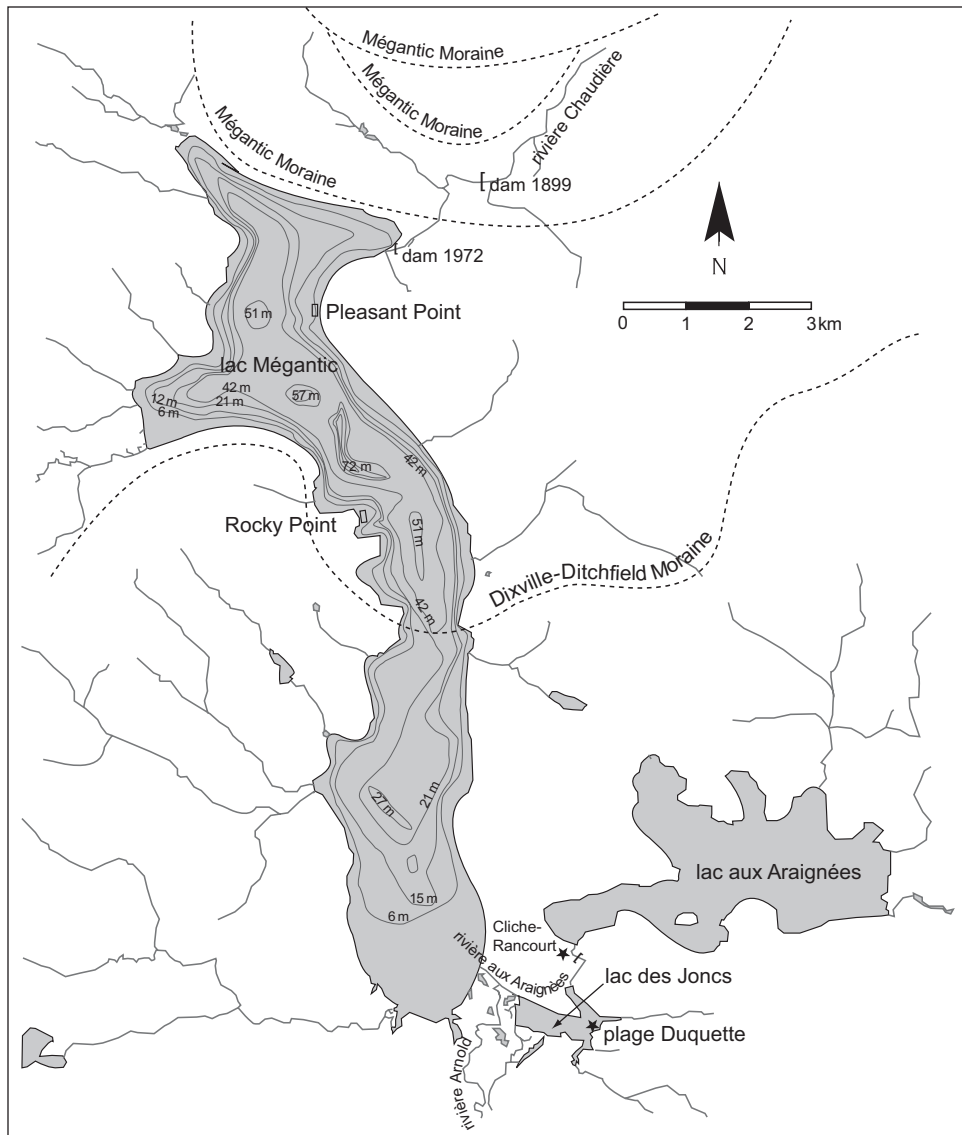 Mégantic Moraine
Mégantic Moraine
Mégantic Moraine
rivière Chaudière
dam 1899
dam 1972
N
0 1 2 3 km
51 m
Pleasant Point
lac Mégantic
42 m
12 m
21 m
6 m
57 m
72 m
42 m
Rocky Point
51 m
Dixville-Ditchfield Moraine
42 m
27 m
21 m
15 m
6 m
lac aux Araignées
Cliche-
Rancourt
rivière aux Araignées
lac des Joncs
plage Duquette
rivière Arnold